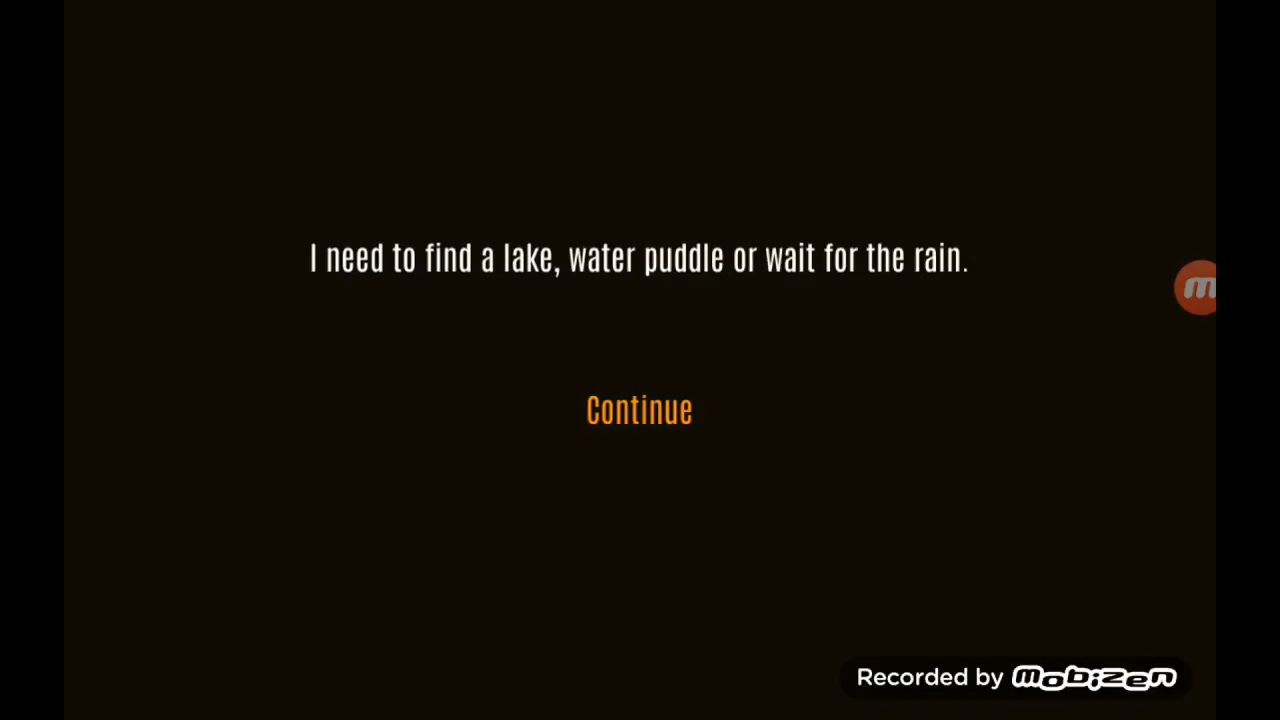 I need to find a lake, water puddle or wait for the rain.
m
Continue
Recorded by mobizen